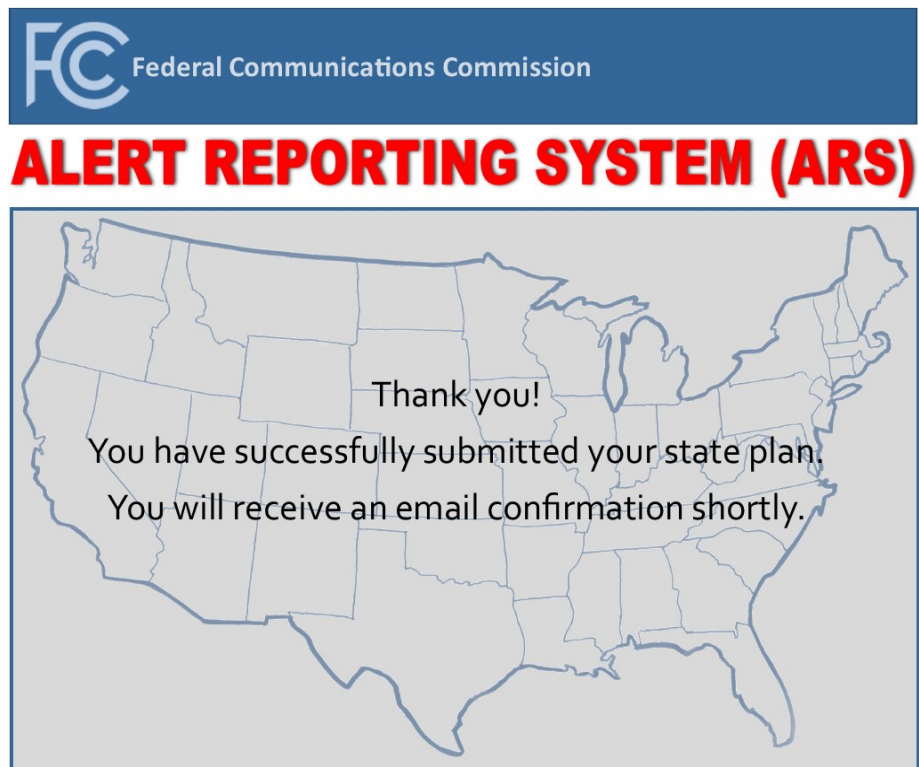 FCC Federal Communications Commission
ALERT REPORTING SYSTEM (ARS)
Thank you!
You have successfully submitted your state plan.
You will receive an email confirmation shortly.